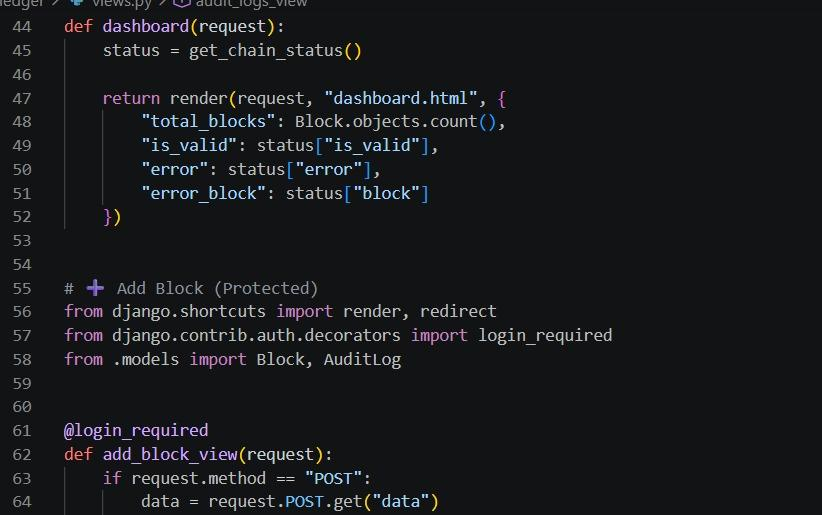 ledger > views.py > audit_logs_view
44 def dashboard(request):
45     status = get_chain_status()
46
47     return render(request, "dashboard.html", {
48         "total_blocks": Block.objects.count(),
49         "is_valid": status["is_valid"],
50         "error": status["error"],
51         "error_block": status["block"]
52     })
53
54
55 # ➕ Add Block (Protected)
56 from django.shortcuts import render, redirect
57 from django.contrib.auth.decorators import login_required
58 from .models import Block, AuditLog
59
60
61 @login_required
62 def add_block_view(request):
63     if request.method == "POST":
64         data = request.POST.get("data")